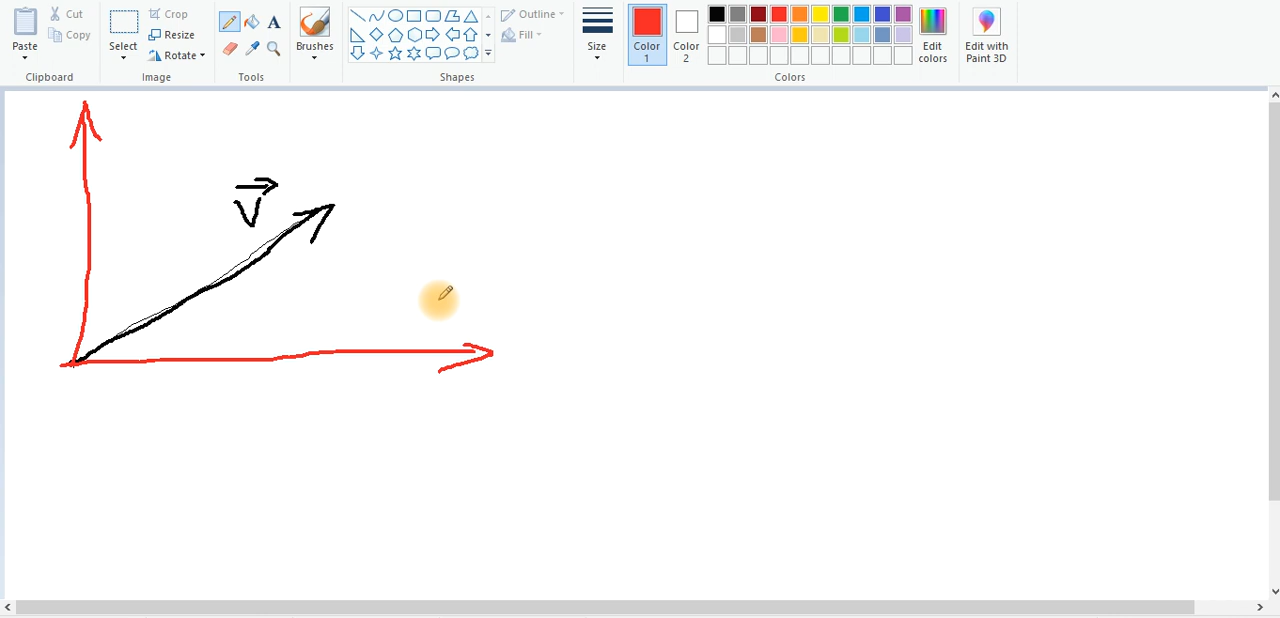 Cut
Copy
Paste
Clipboard
Select
Crop
Resize
Rotate
Image
A
Tools
Brushes
Shapes
Outline
Fill
Size
Color 1
Color 2
Edit colors
Colors
Edit with Paint 3D
V